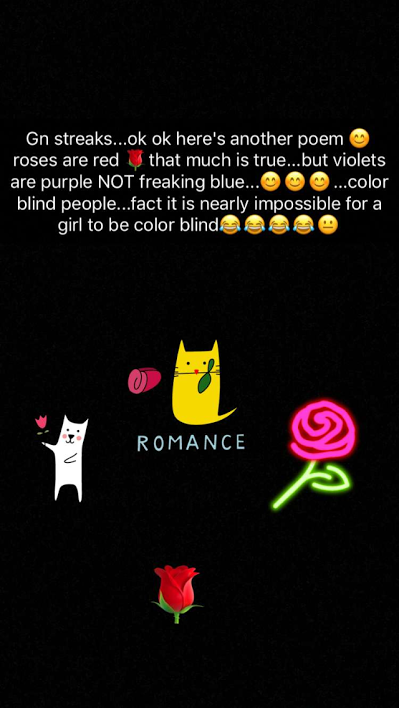 Gn streaks...ok ok here's another poem 😊
roses are red 🌹 that much is true...but violets
are purple NOT freaking blue...😊😊😊...color
blind people...fact it is nearly impossible for a
girl to be color blind😂😂😂😂😐
ROMANCE